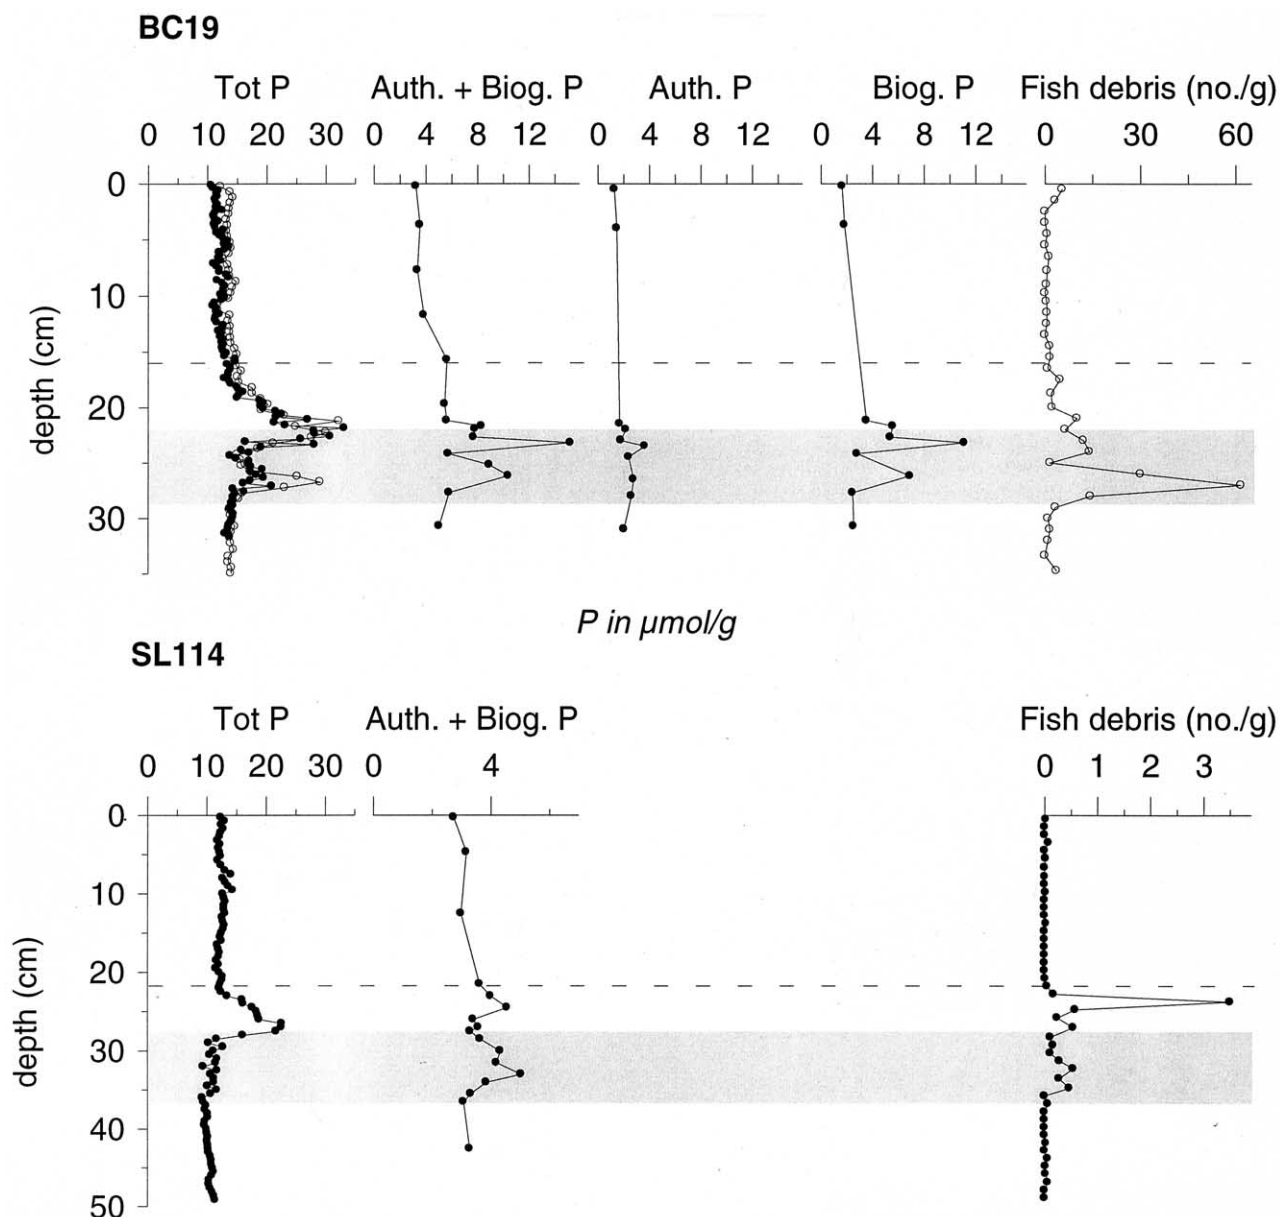 BC19
Tot P Auth. + Biog. P Auth. P Biog. P Fish debris (no./g)
0 10 20 30 0 4 8 12 0 4 8 12 0 4 8 12 0 30 60
0
10
20
30
depth (cm)
P in µmol/g
SL114
Tot P Auth. + Biog. P Fish debris (no./g)
0 10 20 30 0 4 0 1 2 3
0
10
20
30
40
50
depth (cm)